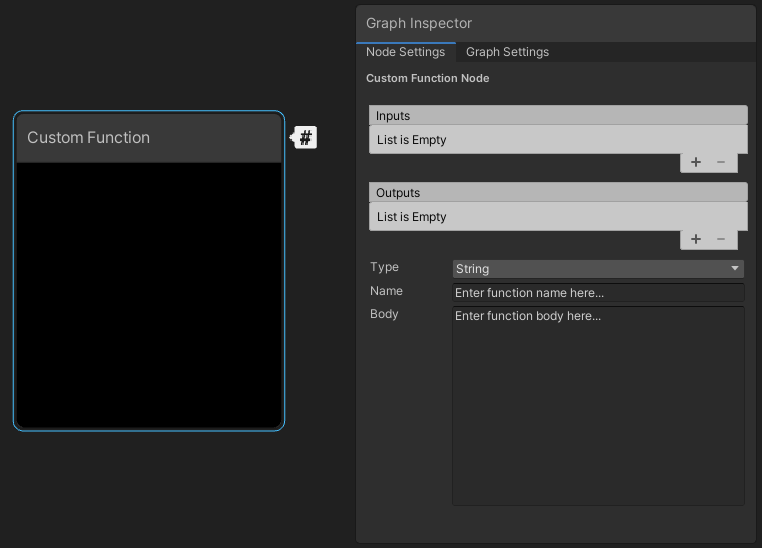 Custom Function
#
Graph Inspector
Node Settings Graph Settings
Custom Function Node
Inputs
List is Empty
+ −
Outputs
List is Empty
+ −
Type String
Name Enter function name here...
Body Enter function body here...